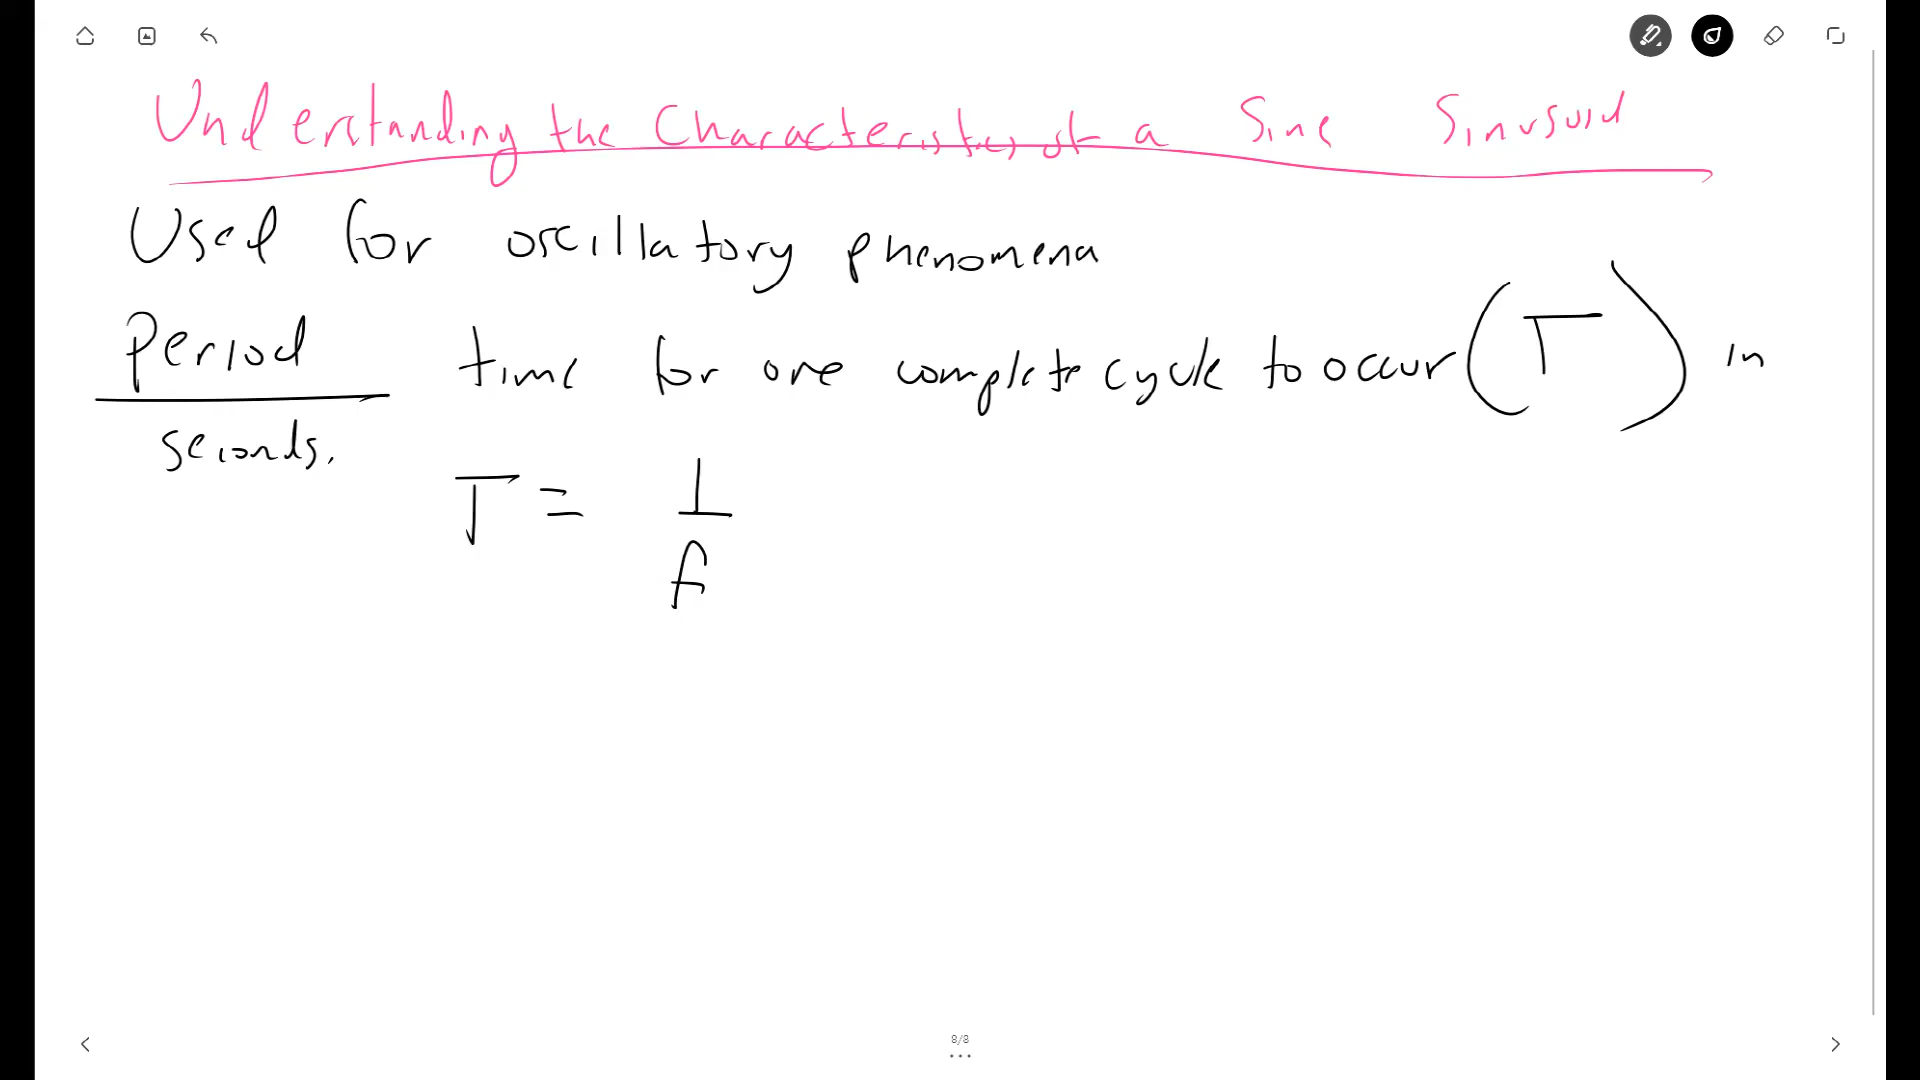 Understanding the Characteristics of a Sine Sinusoid
Used for oscillatory phenomena
Period time for one complete cycle to occur (T) in
seconds.
T = 1/f
8/8